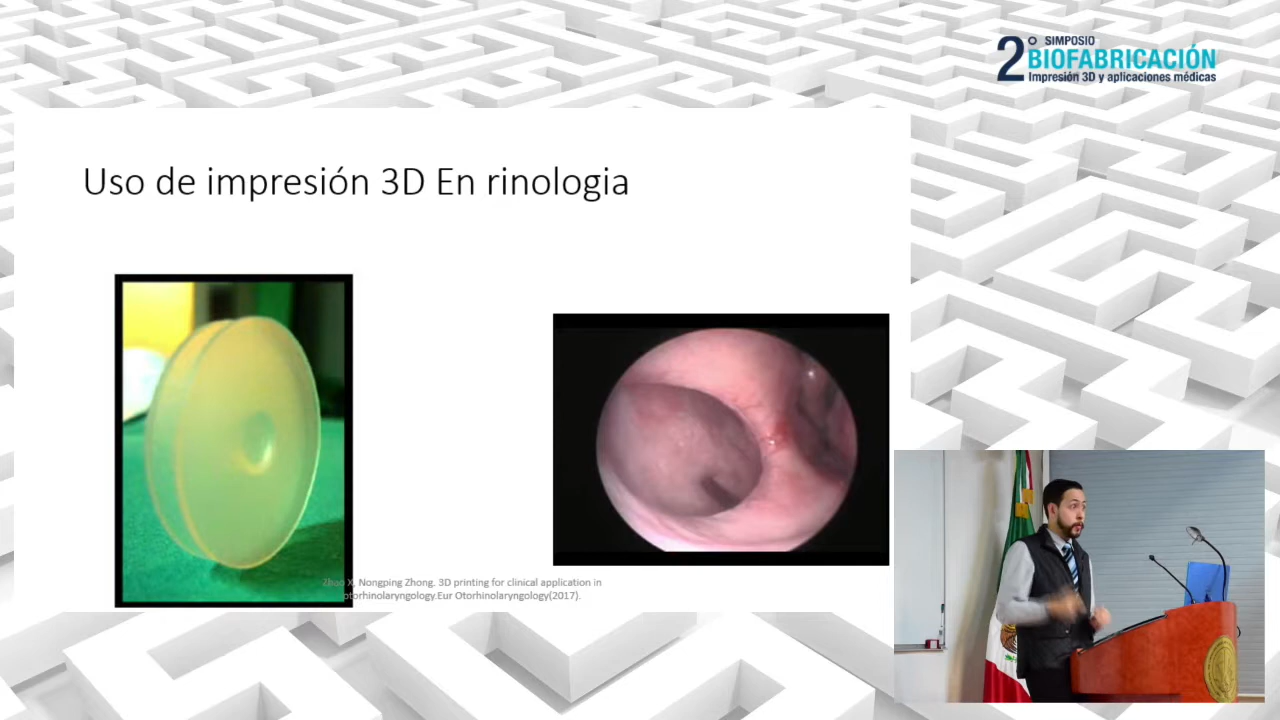 2° SIMPOSIO
BIOFABRICACIÓN
Impresión 3D y aplicaciones médicas
Uso de impresión 3D En rinologia
Zhao X, Nongping Zhong. 3D printing for clinical application in
otorhinolaryngology.Eur Otorhinolaryngology(2017).